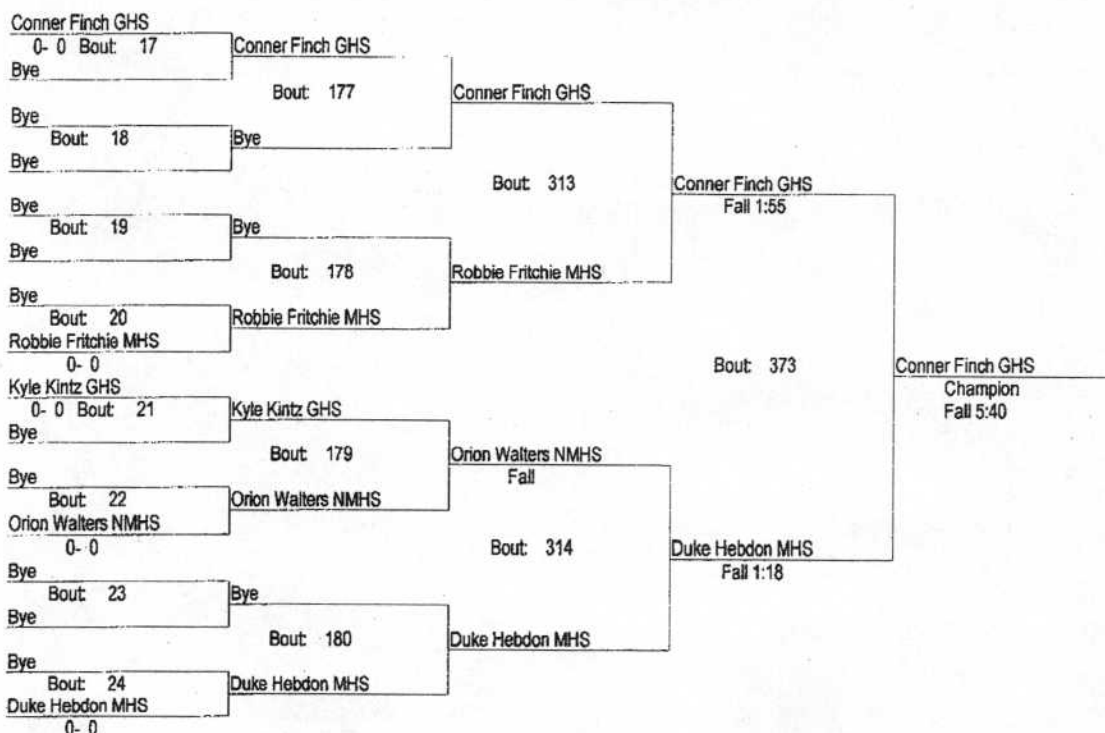 Conner Finch GHS
0- 0 Bout: 17
Bye
Bye
Bout: 18
Bye
Bye
Bout: 19
Bye
Bye
Bout: 20
Robbie Fritchie MHS
0- 0
Kyle Kintz GHS
0- 0 Bout: 21
Bye
Bye
Bout: 22
Orion Walters NMHS
0- 0
Bye
Bout: 23
Bye
Bye
Bout: 24
Duke Hebdon MHS
0- 0
Conner Finch GHS
Bout: 177
Bye
Bye
Bout: 178
Robbie Fritchie MHS
Kyle Kintz GHS
Bout: 179
Orion Walters NMHS
Bye
Bout: 180
Duke Hebdon MHS
Conner Finch GHS
Bout: 313
Robbie Fritchie MHS
Orion Walters NMHS
Fall
Bout: 314
Duke Hebdon MHS
Conner Finch GHS
Fall 1:55
Bout: 373
Duke Hebdon MHS
Fall 1:18
Conner Finch GHS
Champion
Fall 5:40